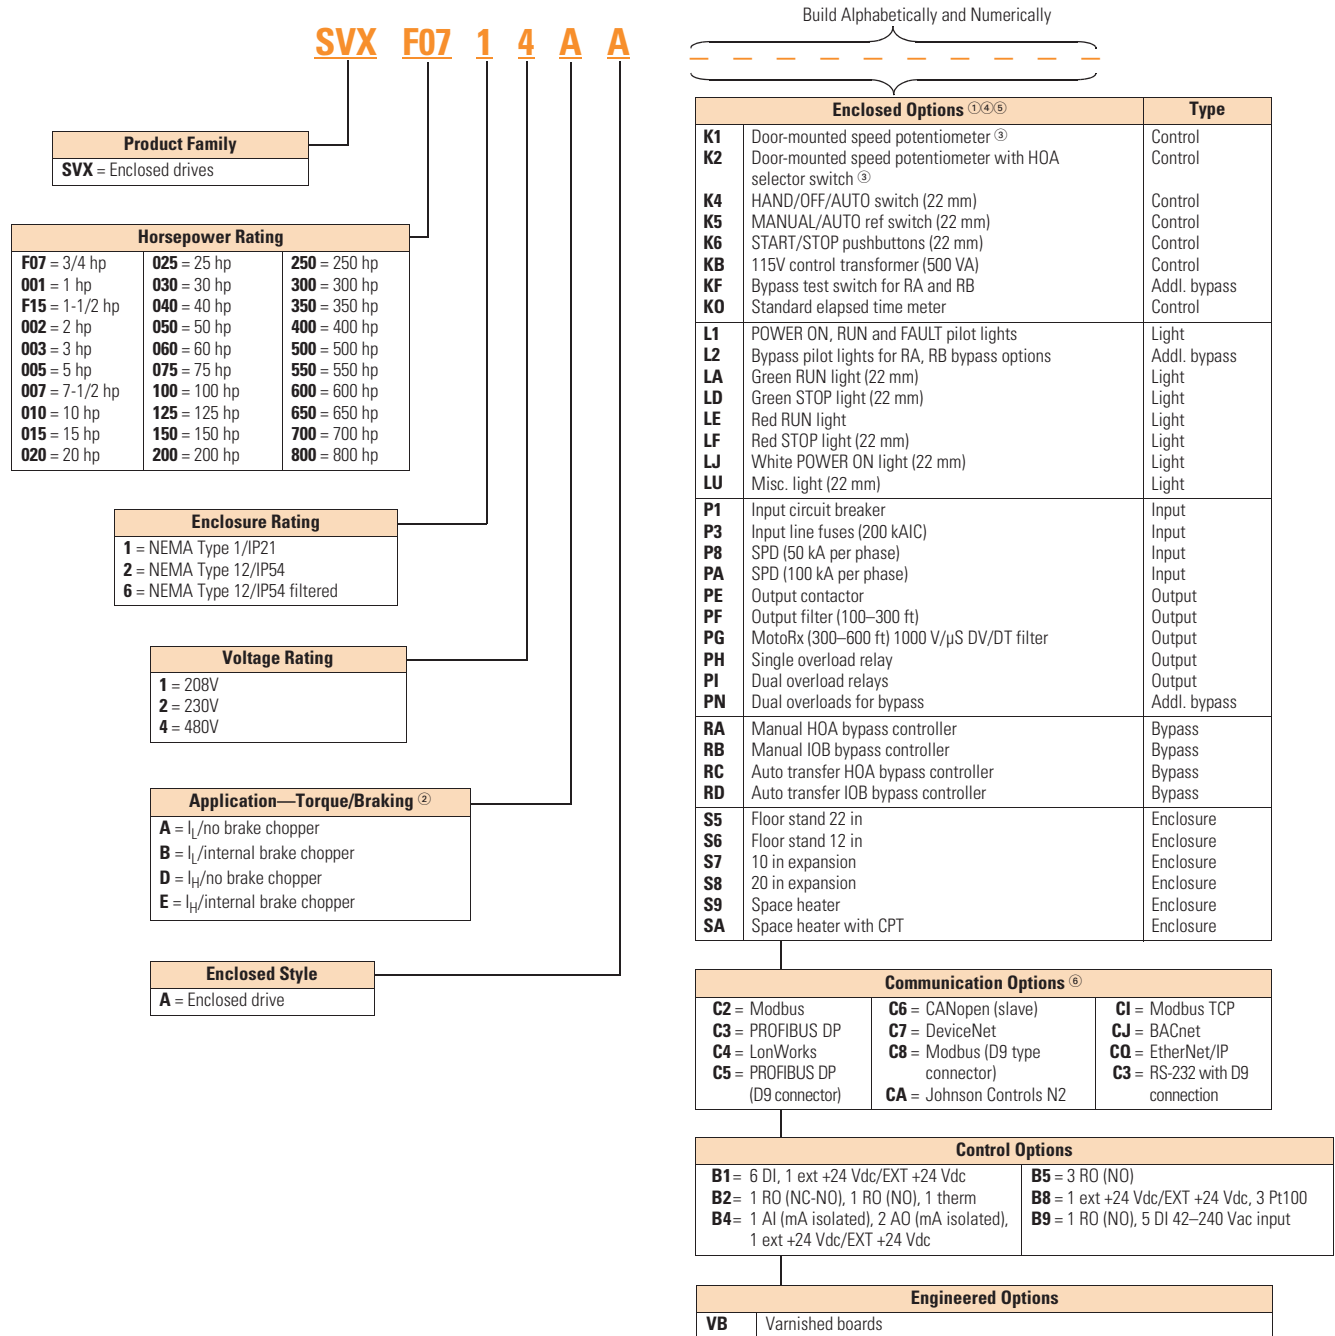 Build Alphabetically and Numerically
SVX F07 1 4 A A
Product Family
SVX = Enclosed drives
Horsepower Rating
F07 = 3/4 hp
001 = 1 hp
F15 = 1-1/2 hp
002 = 2 hp
003 = 3 hp
005 = 5 hp
007 = 7-1/2 hp
010 = 10 hp
015 = 15 hp
020 = 20 hp
025 = 25 hp
030 = 30 hp
040 = 40 hp
050 = 50 hp
060 = 60 hp
075 = 75 hp
100 = 100 hp
125 = 125 hp
150 = 150 hp
200 = 200 hp
250 = 250 hp
300 = 300 hp
350 = 350 hp
400 = 400 hp
500 = 500 hp
550 = 550 hp
600 = 600 hp
650 = 650 hp
700 = 700 hp
800 = 800 hp
Enclosure Rating
1 = NEMA Type 1/IP21
2 = NEMA Type 12/IP54
6 = NEMA Type 12/IP54 filtered
Voltage Rating
1 = 208V
2 = 230V
4 = 480V
Application—Torque/Braking ②
A = IL/no brake chopper
B = IL/internal brake chopper
D = IH/no brake chopper
E = IH/internal brake chopper
Enclosed Style
A = Enclosed drive
Enclosed Options ①④⑤ Type
K1 Door-mounted speed potentiometer ③ Control
K2 Door-mounted speed potentiometer with HOA Control
selector switch ③
K4 HAND/OFF/AUTO switch (22 mm) Control
K5 MANUAL/AUTO ref switch (22 mm) Control
K6 START/STOP pushbuttons (22 mm) Control
KB 115V control transformer (500 VA) Control
KF Bypass test switch for RA and RB Addl. bypass
KO Standard elapsed time meter Control
L1 POWER ON, RUN and FAULT pilot lights Light
L2 Bypass pilot lights for RA, RB bypass options Addl. bypass
LA Green RUN light (22 mm) Light
LD Green STOP light (22 mm) Light
LE Red RUN light Light
LF Red STOP light (22 mm) Light
LJ White POWER ON light (22 mm) Light
LU Misc. light (22 mm) Light
P1 Input circuit breaker Input
P3 Input line fuses (200 kAIC) Input
P8 SPD (50 kA per phase) Input
PA SPD (100 kA per phase) Input
PE Output contactor Output
PF Output filter (100–300 ft) Output
PG MotoRx (300–600 ft) 1000 V/µS DV/DT filter Output
PH Single overload relay Output
PI Dual overload relays Output
PN Dual overloads for bypass Addl. bypass
RA Manual HOA bypass controller Bypass
RB Manual IOB bypass controller Bypass
RC Auto transfer HOA bypass controller Bypass
RD Auto transfer IOB bypass controller Bypass
S5 Floor stand 22 in Enclosure
S6 Floor stand 12 in Enclosure
S7 10 in expansion Enclosure
S8 20 in expansion Enclosure
S9 Space heater Enclosure
SA Space heater with CPT Enclosure
Communication Options ⑥
C2 = Modbus
C3 = PROFIBUS DP
C4 = LonWorks
C5 = PROFIBUS DP
(D9 connector)
C6 = CANopen (slave)
C7 = DeviceNet
C8 = Modbus (D9 type
connector)
CA = Johnson Controls N2
CI = Modbus TCP
CJ = BACnet
CQ = EtherNet/IP
C3 = RS-232 with D9
connection
Control Options
B1= 6 DI, 1 ext +24 Vdc/EXT +24 Vdc
B2= 1 RO (NC-NO), 1 RO (NO), 1 therm
B4= 1 AI (mA isolated), 2 AO (mA isolated),
1 ext +24 Vdc/EXT +24 Vdc
B5 = 3 RO (NO)
B8 = 1 ext +24 Vdc/EXT +24 Vdc, 3 Pt100
B9 = 1 RO (NO), 5 DI 42–240 Vac input
Engineered Options
VB Varnished boards